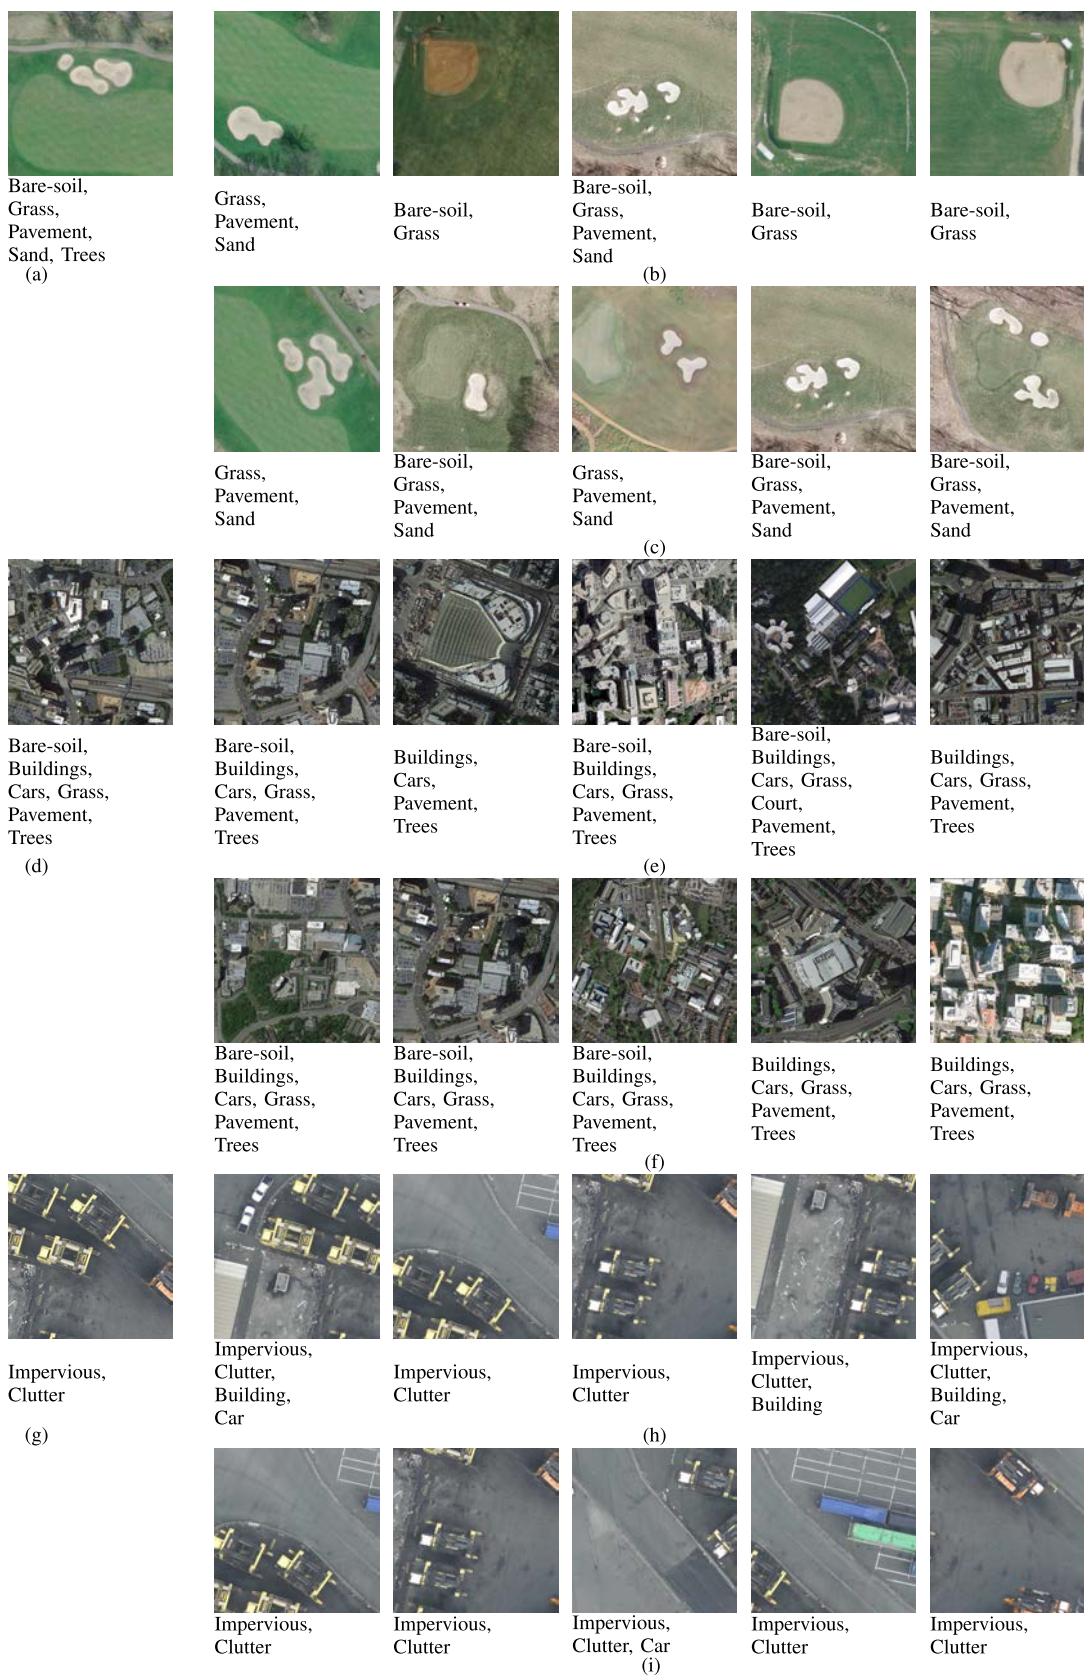 Bare-soil,
Grass,
Pavement,
Sand, Trees
(a)
Grass,
Pavement,
Sand
Bare-soil,
Grass
Bare-soil,
Grass,
Pavement,
Sand
Bare-soil,
Grass
Bare-soil,
Grass
(b)
Grass,
Pavement,
Sand
Bare-soil,
Grass,
Pavement,
Sand
Grass,
Pavement,
Sand
Bare-soil,
Grass,
Pavement,
Sand
Bare-soil,
Grass,
Pavement,
Sand
(c)
Bare-soil,
Buildings,
Cars, Grass,
Pavement,
Trees
(d)
Bare-soil,
Buildings,
Cars, Grass,
Pavement,
Trees
Buildings,
Cars,
Pavement,
Trees
Bare-soil,
Buildings,
Cars, Grass,
Pavement,
Trees
Bare-soil,
Buildings,
Cars, Grass,
Court,
Pavement,
Trees
Buildings,
Cars, Grass,
Pavement,
Trees
(e)
Bare-soil,
Buildings,
Cars, Grass,
Pavement,
Trees
Bare-soil,
Buildings,
Cars, Grass,
Pavement,
Trees
Bare-soil,
Buildings,
Cars, Grass,
Pavement,
Trees
Buildings,
Cars, Grass,
Pavement,
Trees
Buildings,
Cars, Grass,
Pavement,
Trees
(f)
Impervious,
Clutter
(g)
Impervious,
Clutter,
Building,
Car
Impervious,
Clutter
Impervious,
Clutter
Impervious,
Clutter,
Building
Impervious,
Clutter,
Building,
Car
(h)
Impervious,
Clutter
Impervious,
Clutter
Impervious,
Clutter, Car
Impervious,
Clutter
Impervious,
Clutter
(i)